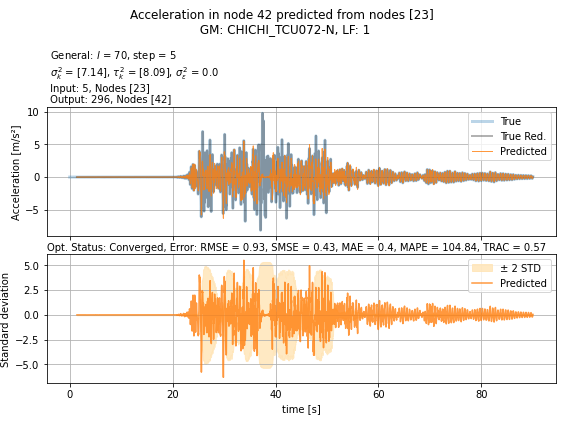 Acceleration in node 42 predicted from nodes [23]
GM: CHICHI_TCU072-N, LF: 1
General: l = 70, step = 5
σ²ₖ = [7.14], τ²ₖ = [8.09], σ²ε = 0.0
Input: 5, Nodes [23]
Output: 296, Nodes [42]
Acceleration [m/s²]
10
5
0
−5
True
True Red.
Predicted
Opt. Status: Converged, Error: RMSE = 0.93, SMSE = 0.43, MAE = 0.4, MAPE = 104.84, TRAC = 0.57
Standard deviation
5.0
2.5
0.0
−2.5
−5.0
± 2 STD
Predicted
0
20
40
60
80
time [s]